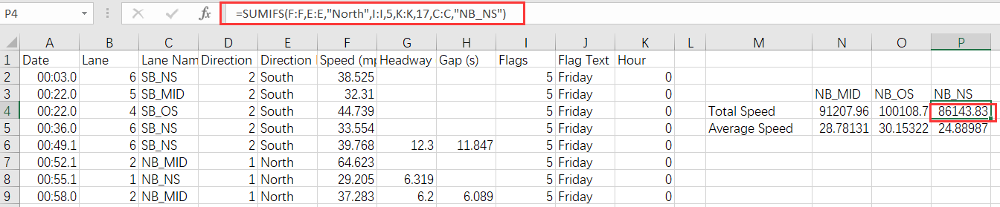 P4 fx =SUMIFS(F:F,E:E,"North",I:I,5,K:K,17,C:C,"NB_NS")
A B C D E F G H I J K L M N O P
1 Date Lane Lane Nam Direction Direction Speed (mp Headway Gap (s) Flags Flag Text Hour
2 00:03.0 6 SB_NS 2 South 38.525 5 Friday 0
3 00:22.0 5 SB_MID 2 South 32.31 5 Friday 0 NB_MID NB_OS NB_NS
4 00:22.0 4 SB_OS 2 South 44.739 5 Friday 0 Total Speed 91207.96 100108.7 86143.83
5 00:36.0 6 SB_NS 2 South 33.554 5 Friday 0 Average Speed 28.78131 30.15322 24.88987
6 00:49.1 6 SB_NS 2 South 39.768 12.3 11.847 5 Friday 0
7 00:52.1 2 NB_MID 1 North 64.623 5 Friday 0
8 00:55.1 1 NB_NS 1 North 29.205 6.319 5 Friday 0
9 00:58.0 2 NB_MID 1 North 37.283 6.2 6.089 5 Friday 0